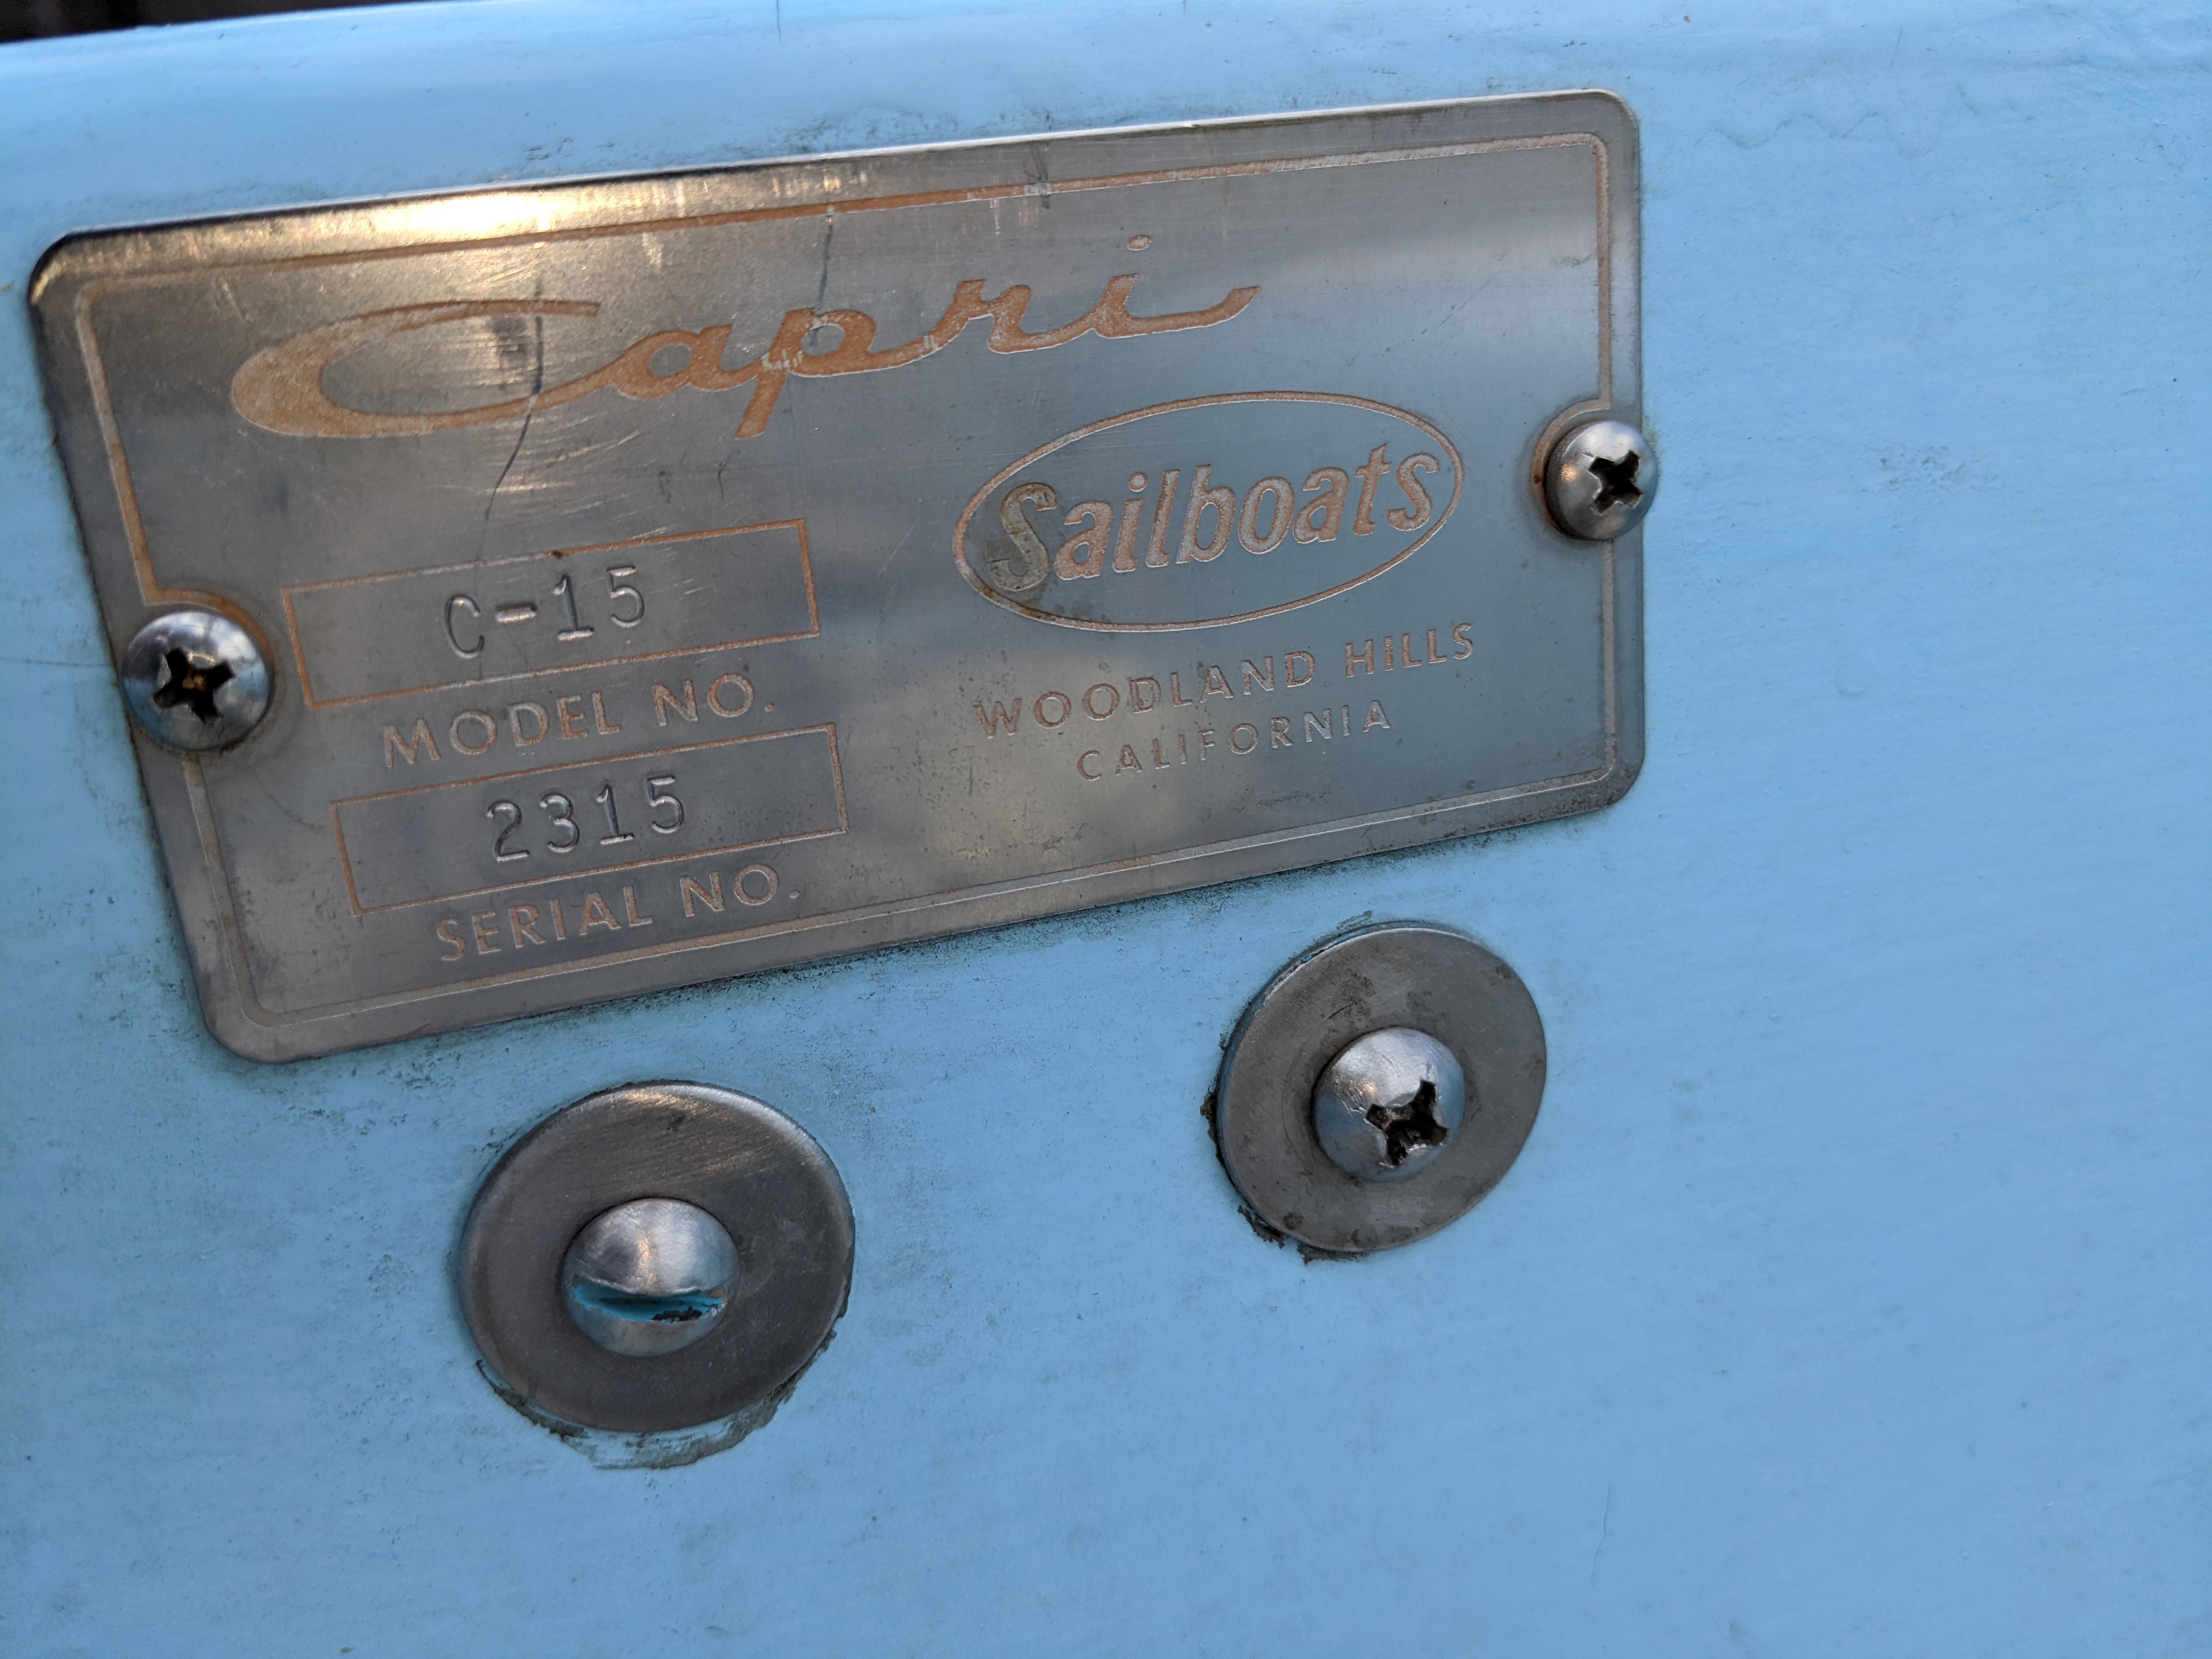 Capri
Sailboats
WOODLAND HILLS
CALIFORNIA
C-15
MODEL NO.
2315
SERIAL NO.